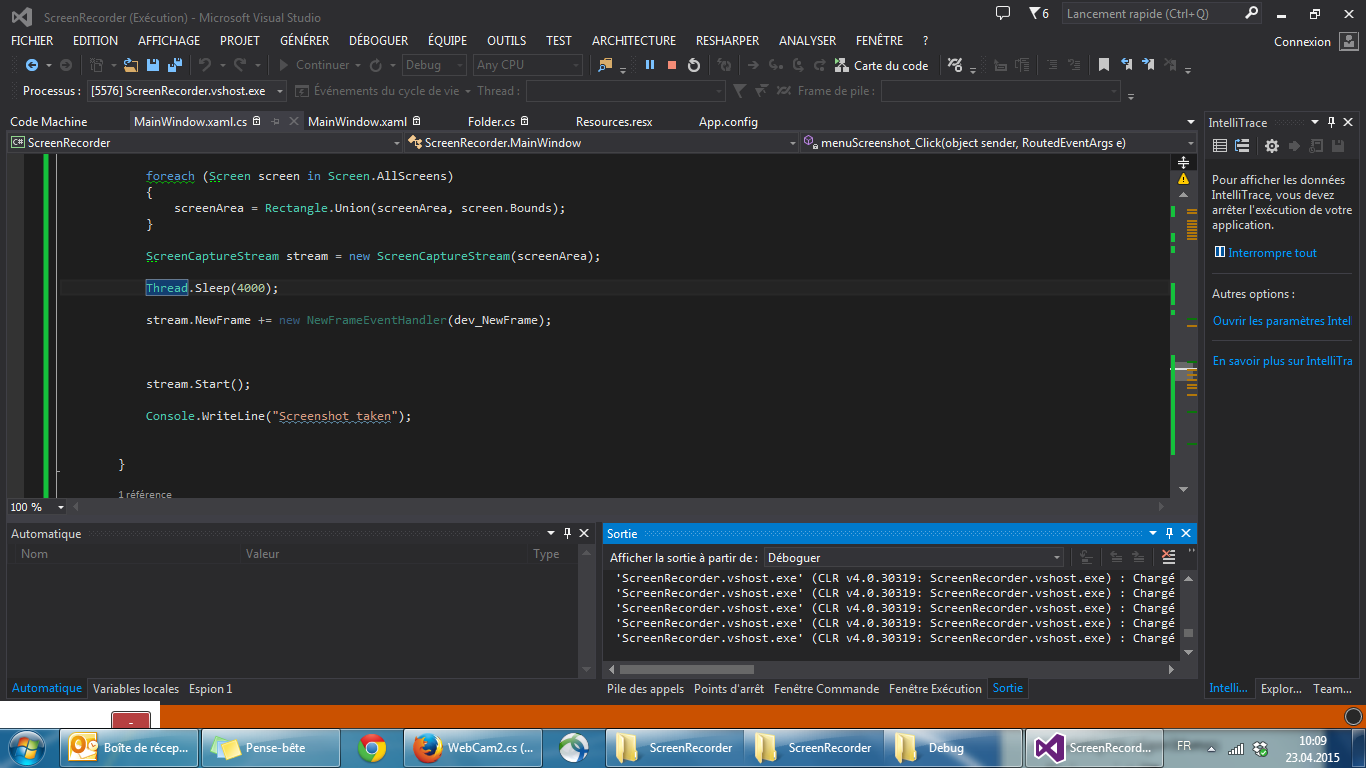 ScreenRecorder (Exécution) - Microsoft Visual Studio
6
Lancement rapide (Ctrl+Q)
FICHIER EDITION AFFICHAGE PROJET GÉNÉRER DÉBOGUER ÉQUIPE OUTILS TEST ARCHITECTURE RESHARPER ANALYSER FENÊTRE ?
Connexion
Continuer Debug Any CPU Carte du code
Processus : [5576] ScreenRecorder.vshost.exe Événements du cycle de vie Thread : Frame de pile :
Code Machine MainWindow.xaml.cs MainWindow.xaml Folder.cs Resources.resx App.config
ScreenRecorder ScreenRecorder.MainWindow menuScreenshot_Click(object sender, RoutedEventArgs e)
foreach (Screen screen in Screen.AllScreens)
{
screenArea = Rectangle.Union(screenArea, screen.Bounds);
}
ScreenCaptureStream stream = new ScreenCaptureStream(screenArea);
Thread.Sleep(4000);
stream.NewFrame += new NewFrameEventHandler(dev_NewFrame);
stream.Start();
Console.WriteLine("Screenshot taken");
}
1 référence
100 %
IntelliTrace
Pour afficher les données
IntelliTrace, vous devez
arrêter l'exécution de votre
application.
Interrompre tout
Autres options :
Ouvrir les paramètres Intel
En savoir plus sur IntelliTra
Automatique
Nom Valeur Type
Automatique Variables locales Espion 1
Sortie
Afficher la sortie à partir de : Déboguer
'ScreenRecorder.vshost.exe' (CLR v4.0.30319: ScreenRecorder.vshost.exe) : Chargé
'ScreenRecorder.vshost.exe' (CLR v4.0.30319: ScreenRecorder.vshost.exe) : Chargé
'ScreenRecorder.vshost.exe' (CLR v4.0.30319: ScreenRecorder.vshost.exe) : Chargé
'ScreenRecorder.vshost.exe' (CLR v4.0.30319: ScreenRecorder.vshost.exe) : Chargé
'ScreenRecorder.vshost.exe' (CLR v4.0.30319: ScreenRecorder.vshost.exe) : Chargé
Pile des appels Points d'arrêt Fenêtre Commande Fenêtre Exécution Sortie
Intelli... Explor... Team...
-
Boîte de récep... Pense-bête WebCam2.cs (... ScreenRecorder ScreenRecorder Debug ScreenRecord...
FR
10:09
23.04.2015